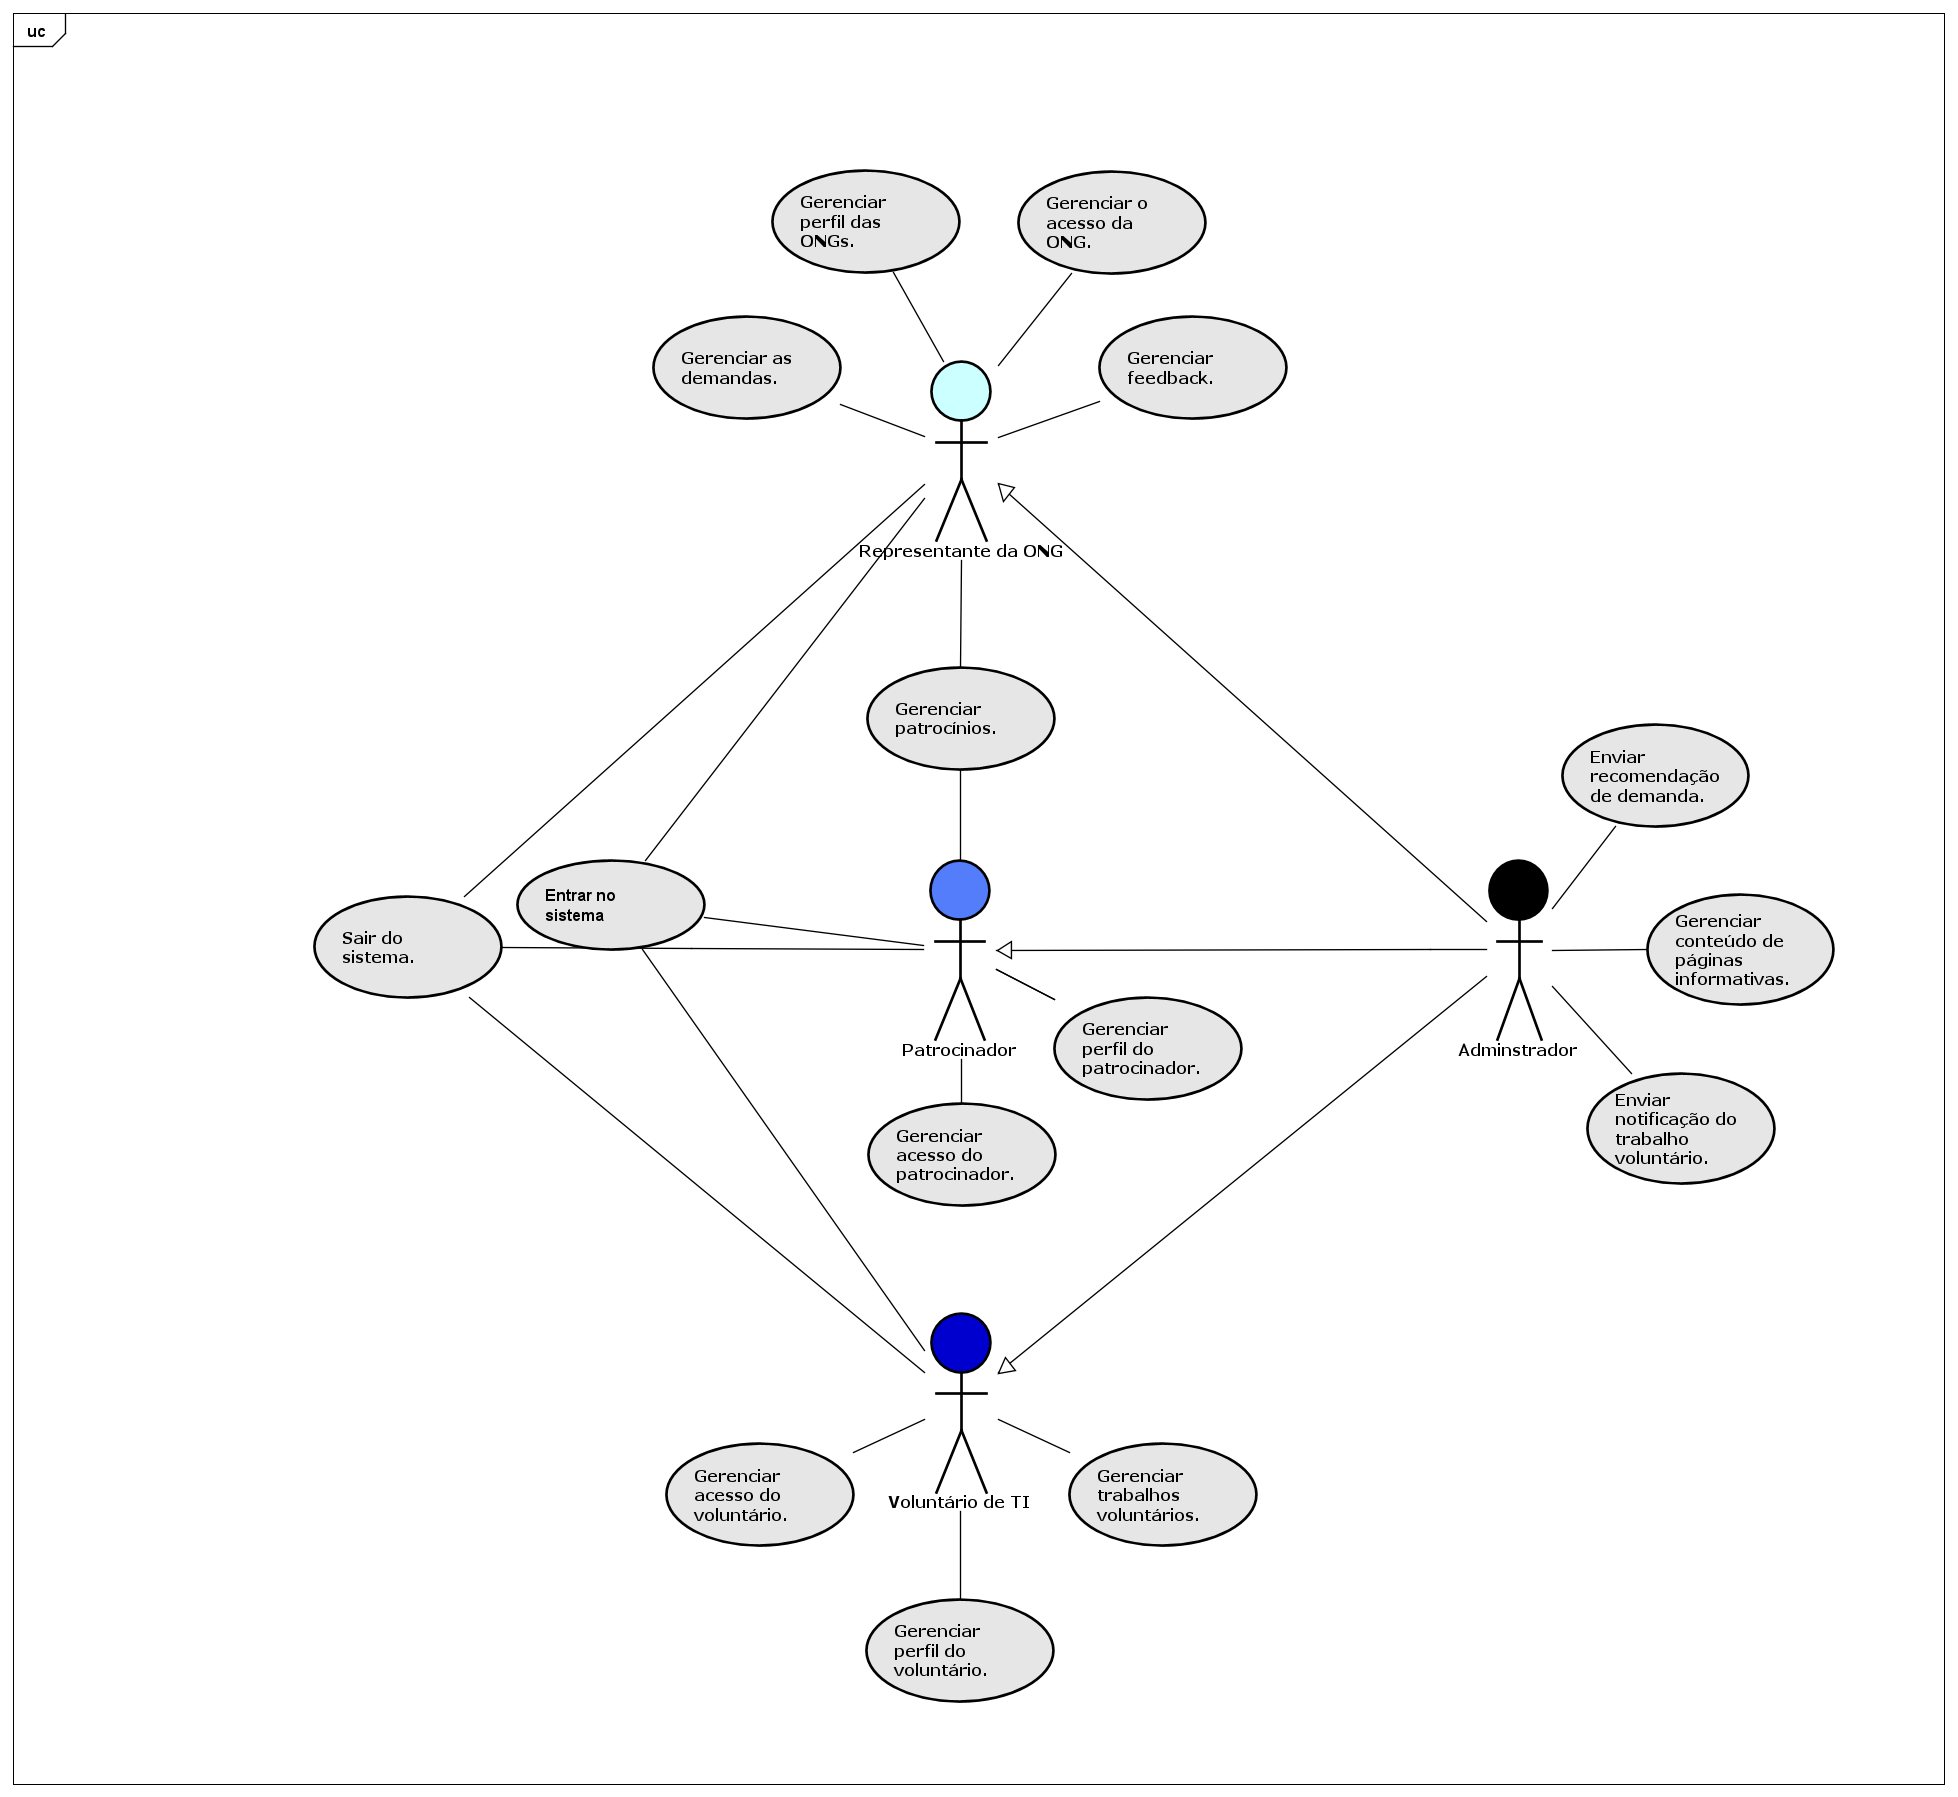 uc
Gerenciar
perfil das
ONGs.
Gerenciar o
acesso da
ONG.
Gerenciar as
demandas.
Gerenciar
feedback.
Representante da ONG
Gerenciar
patrocínios.
Enviar
recomendação
de demanda.
Entrar no
sistema
Sair do
sistema.
Gerenciar
conteúdo de
páginas
informativas.
Patrocinador
Gerenciar
perfil do
patrocinador.
Adminstrador
Gerenciar
acesso do
patrocinador.
Enviar
notificação do
trabalho
voluntário.
Gerenciar
acesso do
voluntário.
Voluntário de TI
Gerenciar
trabalhos
voluntários.
Gerenciar
perfil do
voluntário.